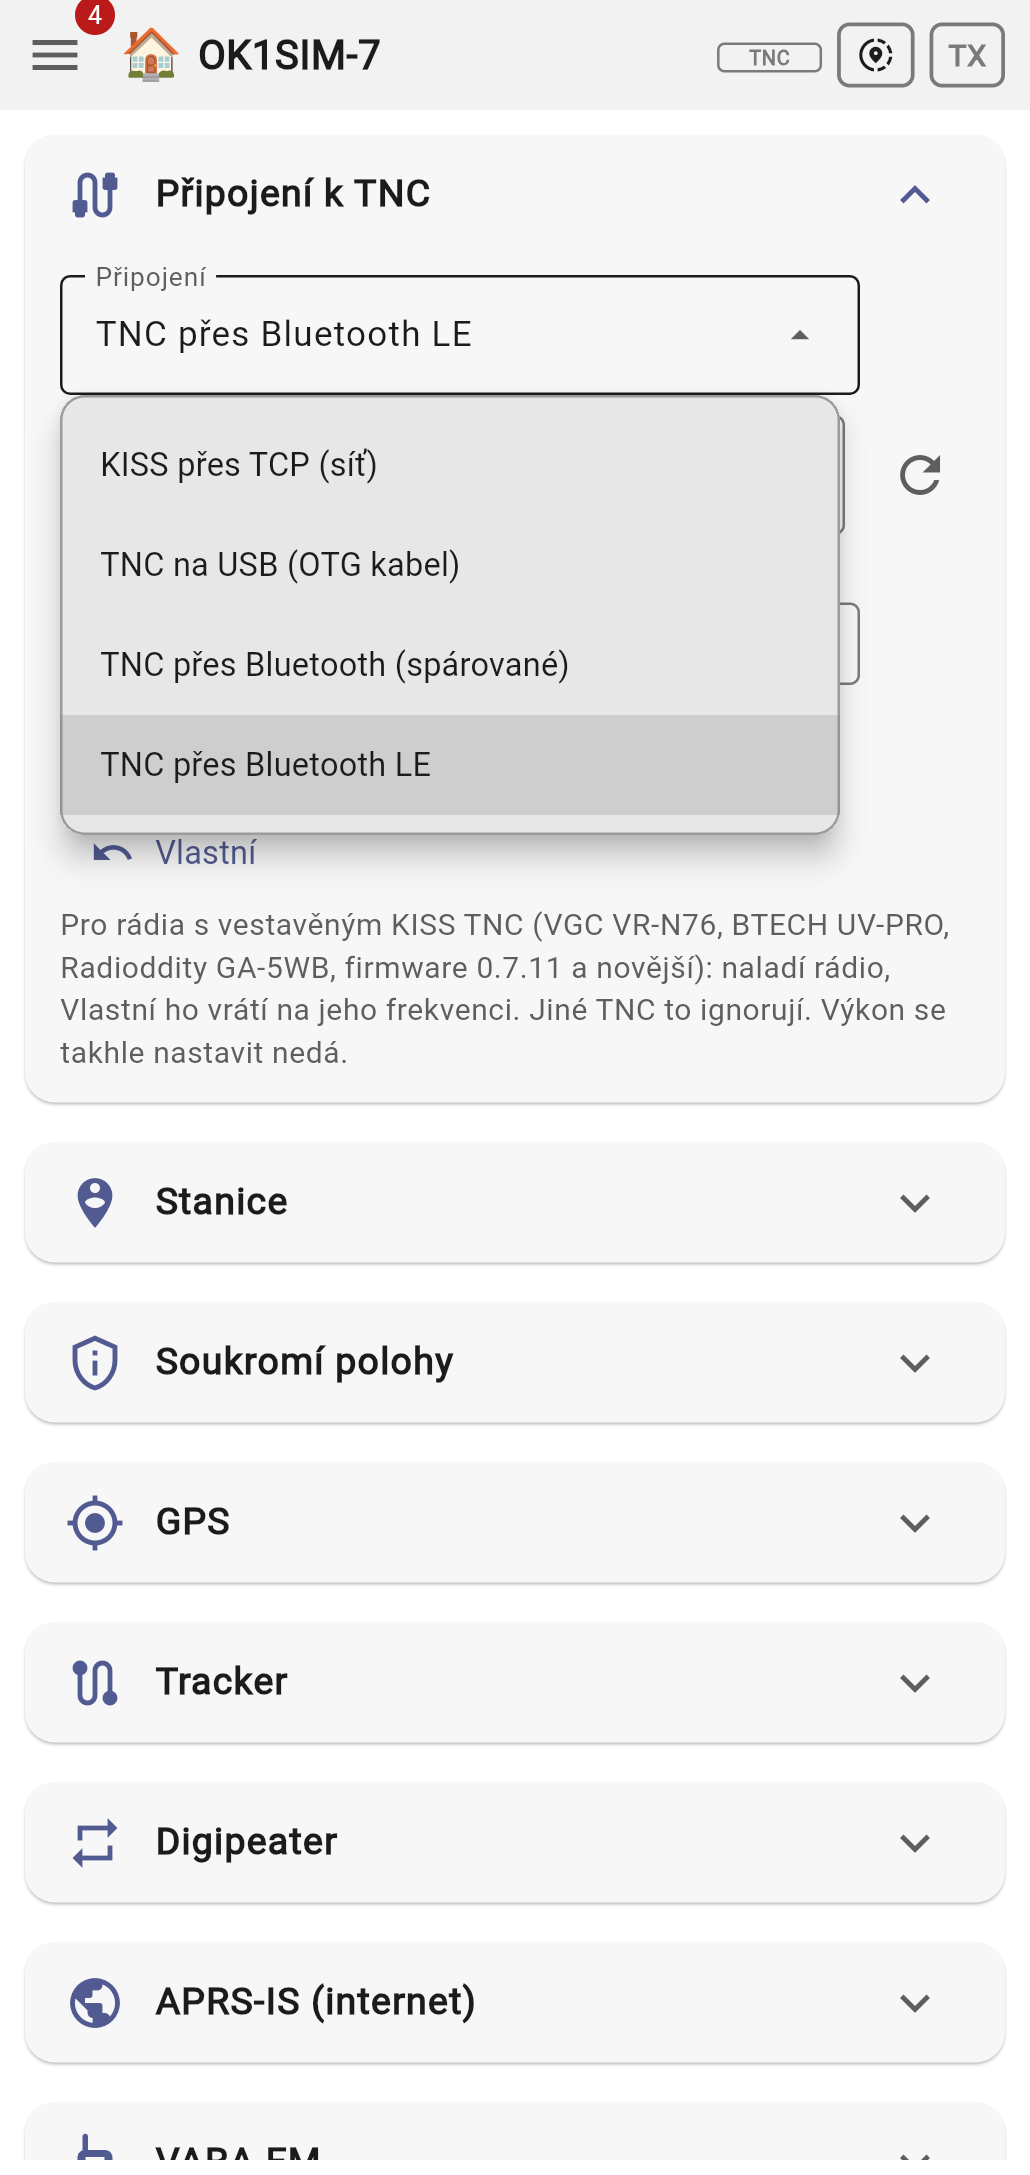 4
OK1SIM-7
TNC
TX
Připojení k TNC
Připojení
TNC přes Bluetooth LE
KISS přes TCP (síť)
TNC na USB (OTG kabel)
TNC přes Bluetooth (spárované)
TNC přes Bluetooth LE
Vlastní
Pro rádia s vestavěným KISS TNC (VGC VR-N76, BTECH UV-PRO,
Radioddity GA-5WB, firmware 0.7.11 a novější): naladí rádio,
Vlastní ho vrátí na jeho frekvenci. Jiné TNC to ignorují. Výkon se
takhle nastavit nedá.
Stanice
Soukromí polohy
GPS
Tracker
Digipeater
APRS-IS (internet)
VARA FM